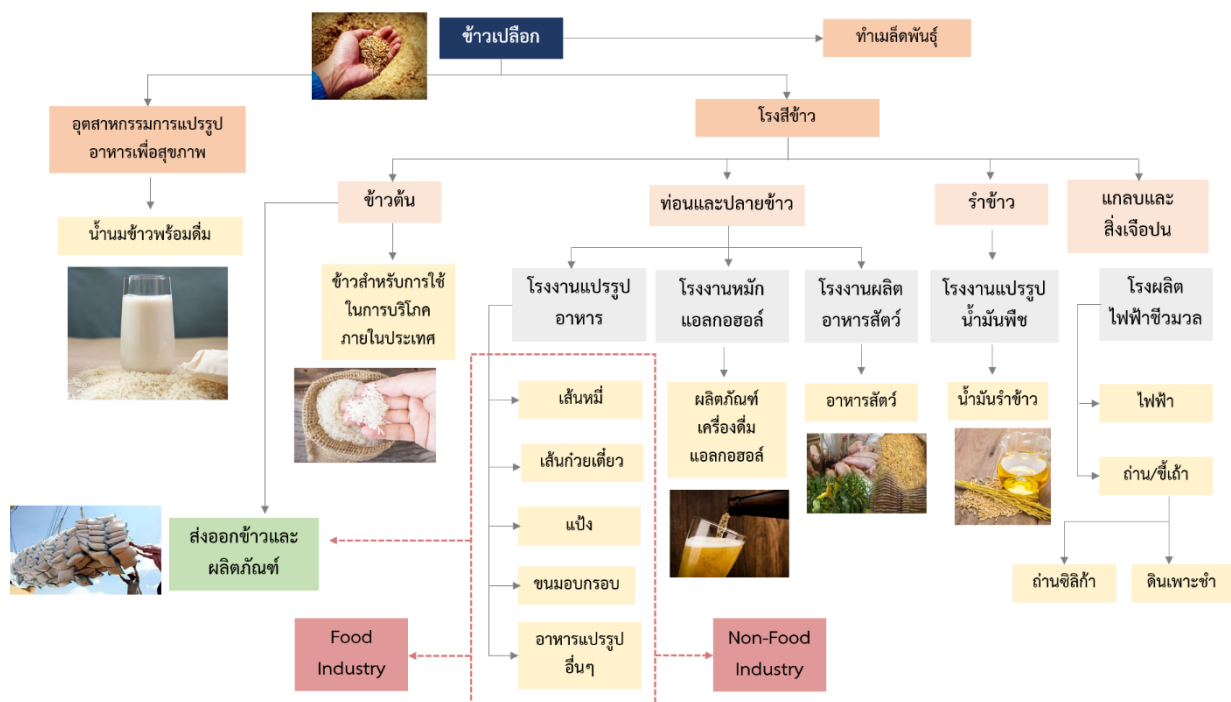 ข้าวเปลือก
ทำเมล็ดพันธุ์
อุตสาหกรรมการแปรรูป
อาหารเพื่อสุขภาพ
โรงสีข้าว
น้ำนมข้าวพร้อมดื่ม
ข้าวต้น
ท่อนและปลายข้าว
รำข้าว
แกลบและ
สิ่งเจือปน
ข้าวสำหรับการใช้
ในการบริโภค
ภายในประเทศ
โรงงานแปรรูป
อาหาร
โรงงานหมัก
แอลกอฮอล์
โรงงานผลิต
อาหารสัตว์
โรงงานแปรรูป
น้ำมันพืช
โรงผลิต
ไฟฟ้าชีวมวล
เส้นหมี่
ผลิตภัณฑ์
เครื่องดื่ม
แอลกอฮอล์
อาหารสัตว์
น้ำมันรำข้าว
ไฟฟ้า
เส้นก๋วยเตี๋ยว
ถ่าน/ขี้เถ้า
ส่งออกข้าวและ
ผลิตภัณฑ์
แป้ง
ขนมอบกรอบ
ถ่านซิลิก้า
ดินเพาะชำ
Food
Industry
อาหารแปรรูป
อื่นๆ
Non-Food
Industry